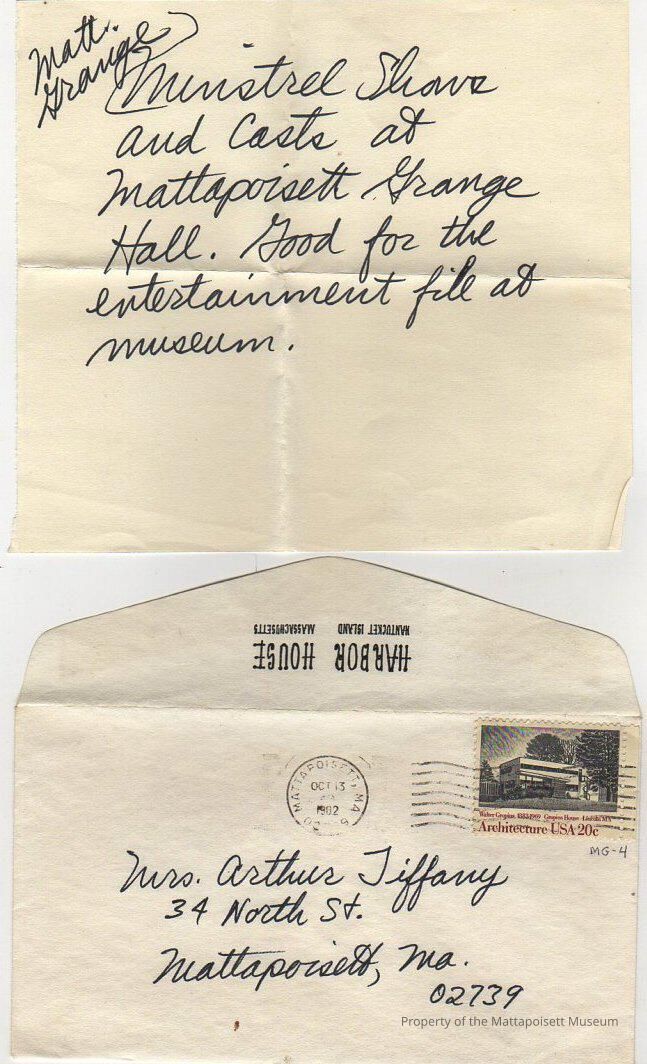 Matt.
Grange
Minstrel Shows
and Casts at
Mattapoisett Grange
Hall. Good for the
entertainment file at
museum.
HARBOR HOUSE
NANTUCKET ISLAND MASSACHUSETTS
MATTAPOISETT, MA
OCT 13
1982
Walter Gropius 1883-1969 Gropius House Lincoln MA
Architecture USA 20c
MG-4
Mrs. Arthur Tiffany
34 North St.
Mattapoisett, Ma.
02739
Property of the Mattapoisett Museum